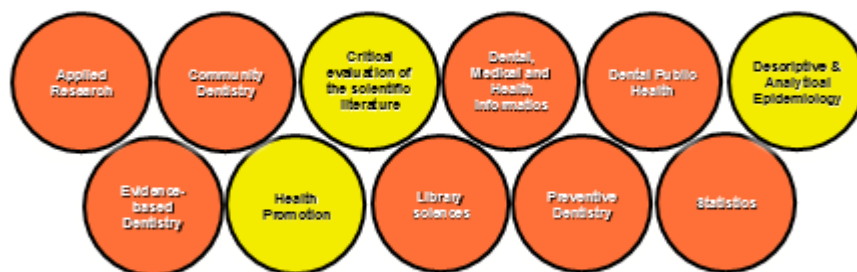 Applied
Research
Community
Dentistry
Critical
evaluation of
the scientific
literature
Dental,
Medical and
Health
Informatics
Dental Public
Health
Descriptive &
Analytical
Epidemiology
Evidence-
based
Dentistry
Health
Promotion
Library
sciences
Preventive
Dentistry
Statistics